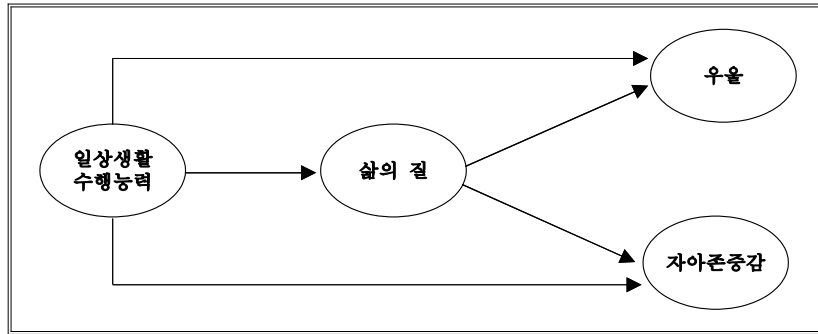 우울
일상생활
수행능력
삶의 질
자아존중감